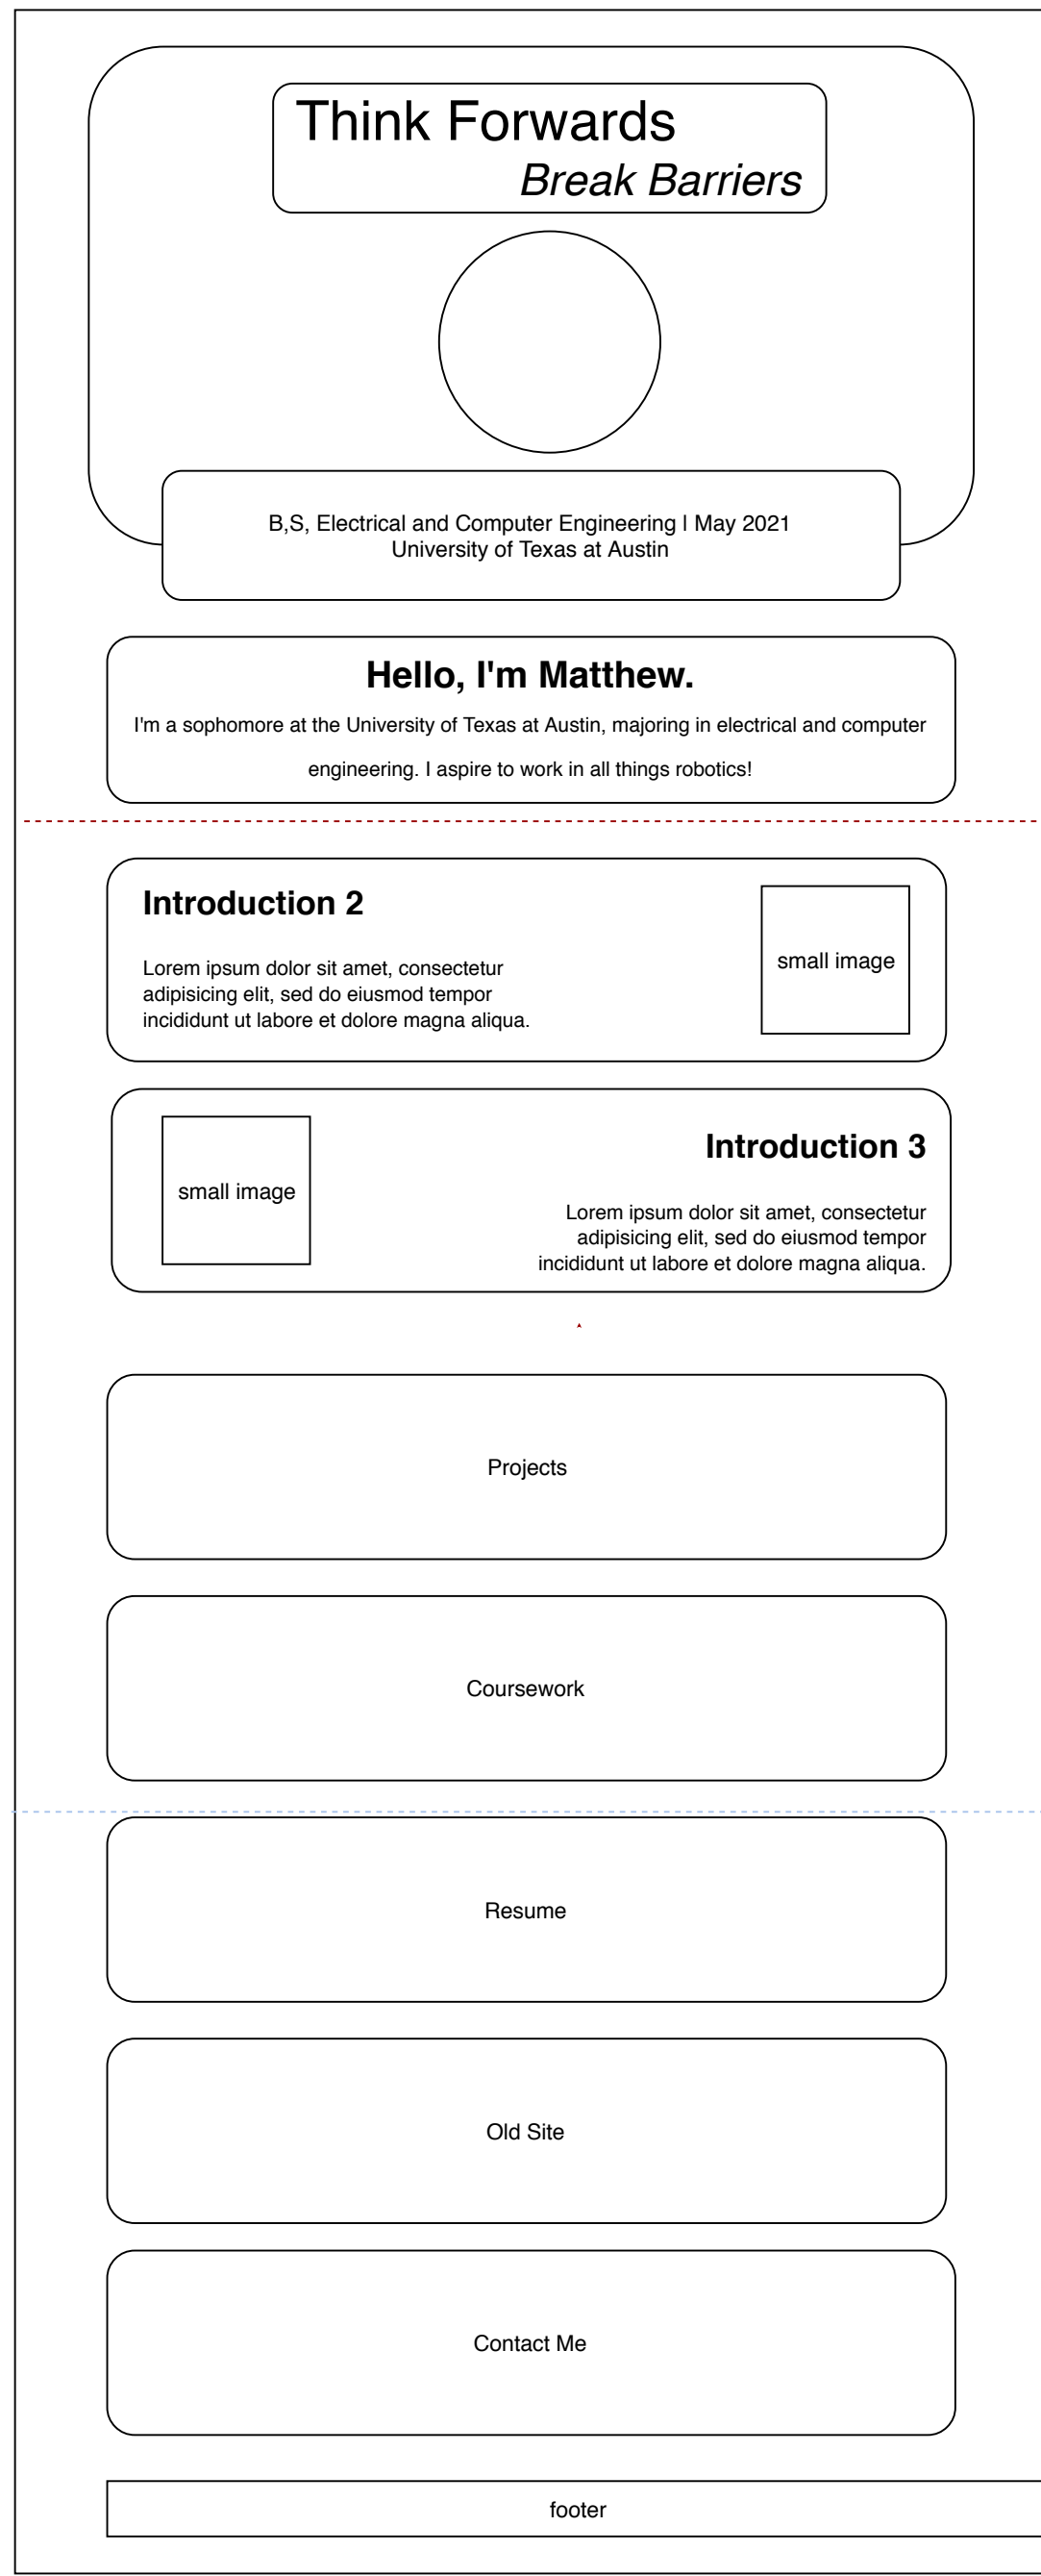 Think Forwards
Break Barriers
B,S, Electrical and Computer Engineering | May 2021
University of Texas at Austin
Hello, I'm Matthew.
I'm a sophomore at the University of Texas at Austin, majoring in electrical and computer
engineering. I aspire to work in all things robotics!
Introduction 2
Lorem ipsum dolor sit amet, consectetur
adipisicing elit, sed do eiusmod tempor
incididunt ut labore et dolore magna aliqua.
small image
small image
Introduction 3
Lorem ipsum dolor sit amet, consectetur
adipisicing elit, sed do eiusmod tempor
incididunt ut labore et dolore magna aliqua.
Projects
Coursework
Resume
Old Site
Contact Me
footer